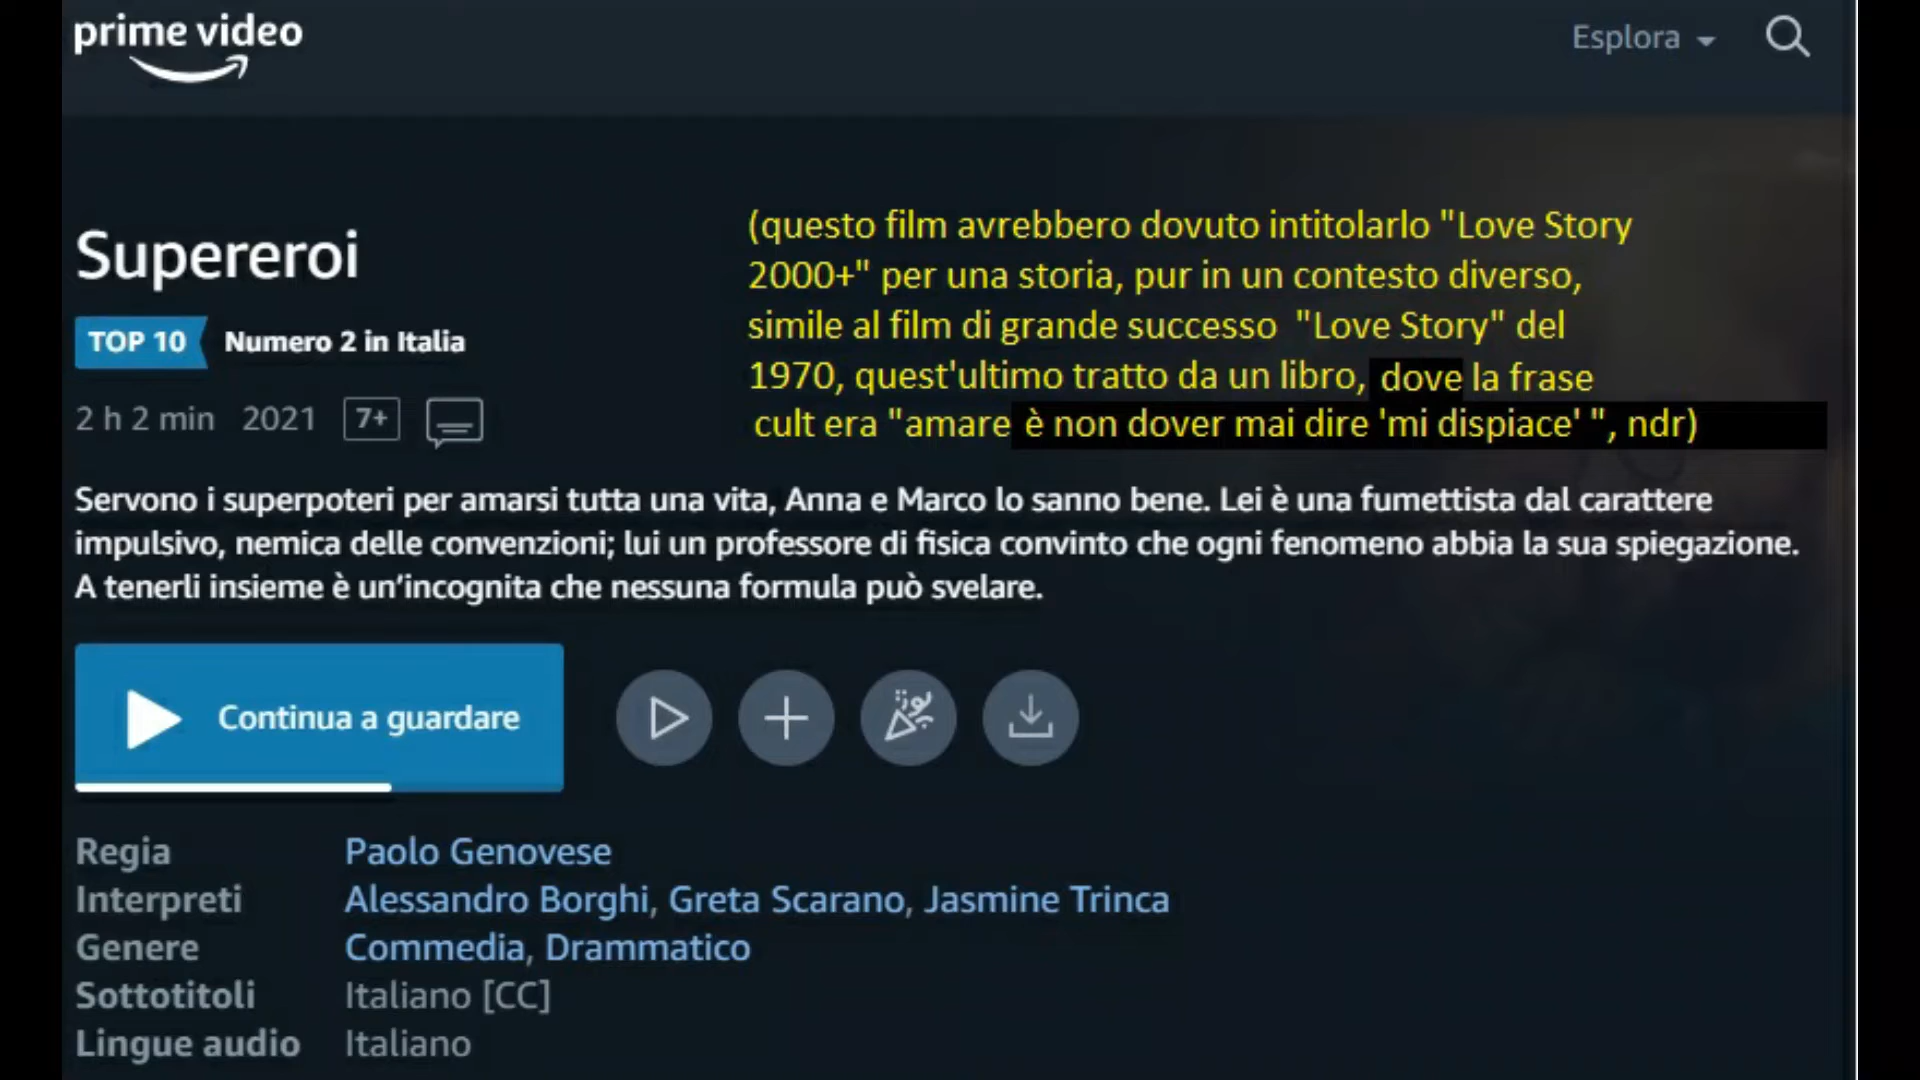 prime video
Esplora
Supereroi
TOP 10 Numero 2 in Italia
2 h 2 min 2021 7+
(questo film avrebbero dovuto intitolarlo "Love Story
2000+" per una storia, pur in un contesto diverso,
simile al film di grande successo "Love Story" del
1970, quest'ultimo tratto da un libro, dove la frase
cult era "amare è non dover mai dire 'mi dispiace' ", ndr)
Servono i superpoteri per amarsi tutta una vita, Anna e Marco lo sanno bene. Lei è una fumettista dal carattere
impulsivo, nemica delle convenzioni; lui un professore di fisica convinto che ogni fenomeno abbia la sua spiegazione.
A tenerli insieme è un’incognita che nessuna formula può svelare.
Continua a guardare
Regia Paolo Genovese
Interpreti Alessandro Borghi, Greta Scarano, Jasmine Trinca
Genere Commedia, Drammatico
Sottotitoli Italiano [CC]
Lingue audio Italiano